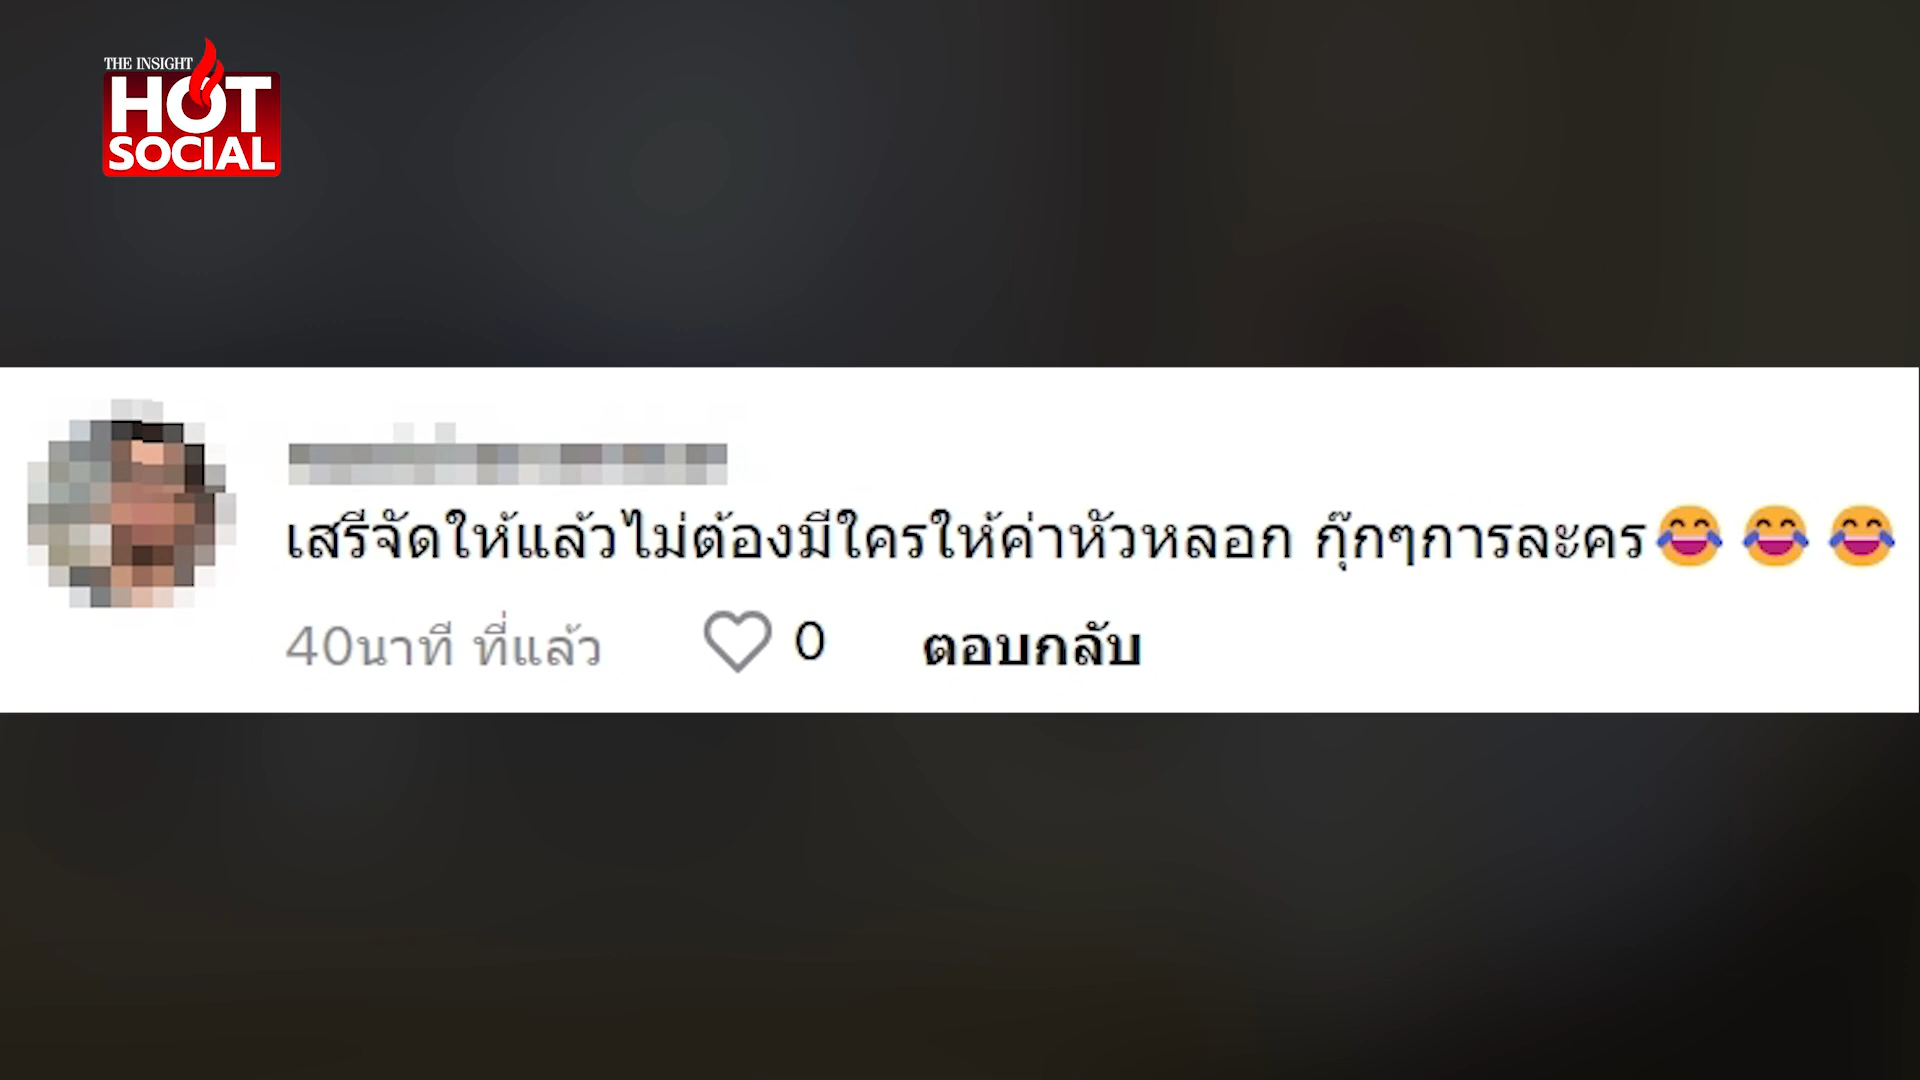 THE INSIGHT
HOT
SOCIAL
เสรีจัดให้แล้วไม่ต้องมีใครให้ค่าหัวหลอก กุ๊กๆการละคร😂😂😂
40นาที ที่แล้ว 0 ตอบกลับ